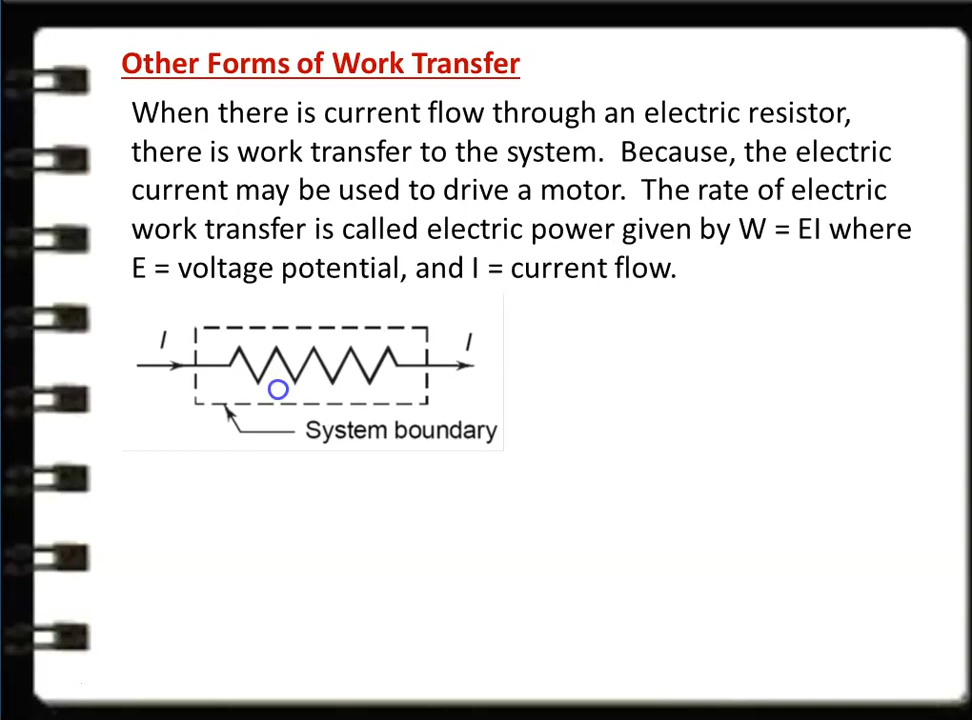 Other Forms of Work Transfer
When there is current flow through an electric resistor,
there is work transfer to the system.  Because, the electric
current may be used to drive a motor.  The rate of electric
work transfer is called electric power given by W = EI where
E = voltage potential, and I = current flow.
I
I
System boundary